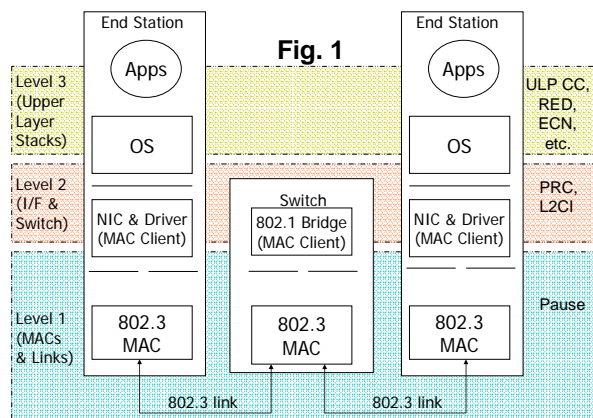 End Station
End Station
Fig. 1
Apps
Apps
Level 3
(Upper
Layer
Stacks)
ULP CC,
RED,
ECN,
etc.
OS
OS
Level 2
(I/F &
Switch)
PRC,
L2CI
Switch
NIC & Driver
(MAC Client)
802.1 Bridge
(MAC Client)
NIC & Driver
(MAC Client)
Level 1
(MACs
& Links)
Pause
802.3
MAC
802.3
MAC
802.3
MAC
802.3 link
802.3 link